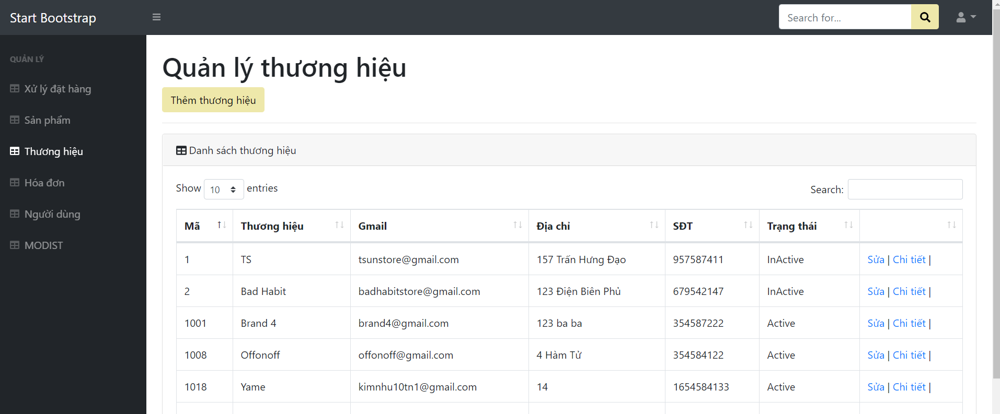 Start Bootstrap
Search for...
QUẢN LÝ
Xử lý đặt hàng
Sản phẩm
Thương hiệu
Hóa đơn
Người dùng
MODIST
Quản lý thương hiệu
Thêm thương hiệu
Danh sách thương hiệu
Show 10 entries Search:
Mã Thương hiệu Gmail Địa chỉ SĐT Trạng thái
1 TS tsunstore@gmail.com 157 Trấn Hưng Đạo 957587411 InActive Sửa | Chi tiết |
2 Bad Habit badhabitstore@gmail.com 123 Điện Biên Phủ 679542147 InActive Sửa | Chi tiết |
1001 Brand 4 brand4@gmail.com 123 ba ba 354587222 Active Sửa | Chi tiết |
1008 Offonoff offonoff@gmail.com 4 Hàm Tử 354584122 Active Sửa | Chi tiết |
1018 Yame kimnhu10tn1@gmail.com 14 1654584133 Active Sửa | Chi tiết |